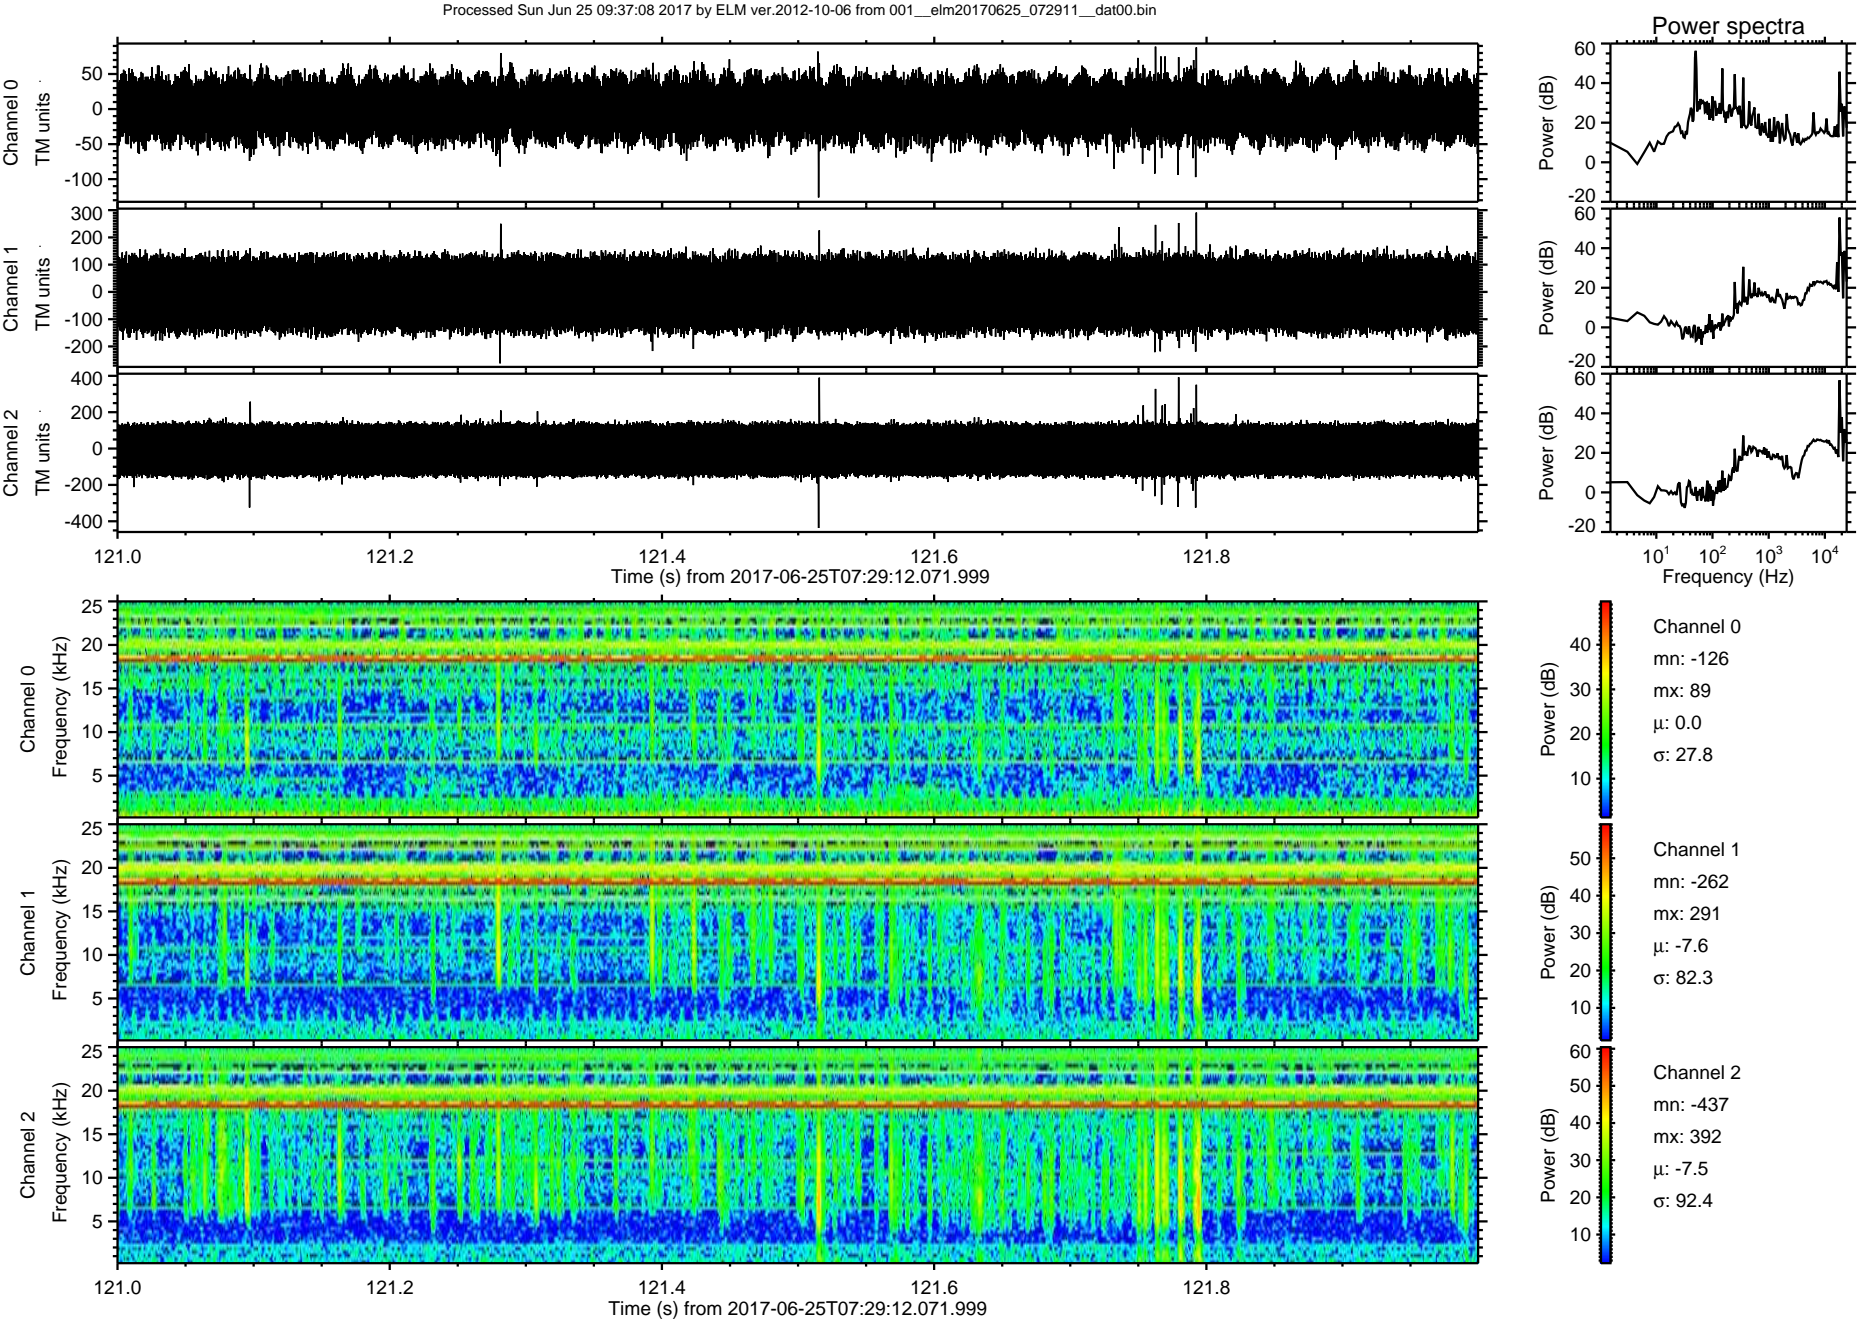 Processed Sun Jun 25 09:37:08 2017 by ELM ver.2012-10-06 from 001__elm20170625_072911__dat00.bin
Power spectra
Channel 0
TM units
50
0
-50
-100
Power (dB)
60
40
20
0
-20
Channel 1
TM units
300
200
100
0
-100
-200
Power (dB)
60
40
20
0
-20
Channel 2
TM units
400
200
0
-200
-400
Power (dB)
60
40
20
0
-20
121.0 121.2 121.4 121.6 121.8
Time (s) from 2017-06-25T07:29:12.071.999
10¹ 10² 10³ 10⁴
Frequency (Hz)
Channel 0
Frequency (kHz)
25
20
15
10
5
Power (dB)
40
30
20
10
Channel 0
mn: -126
mx: 89
μ: 0.0
σ: 27.8
Channel 1
Frequency (kHz)
25
20
15
10
5
Power (dB)
50
40
30
20
10
Channel 1
mn: -262
mx: 291
μ: -7.6
σ: 82.3
Channel 2
Frequency (kHz)
25
20
15
10
5
Power (dB)
60
50
40
30
20
10
Channel 2
mn: -437
mx: 392
μ: -7.5
σ: 92.4
121.0 121.2 121.4 121.6 121.8
Time (s) from 2017-06-25T07:29:12.071.999